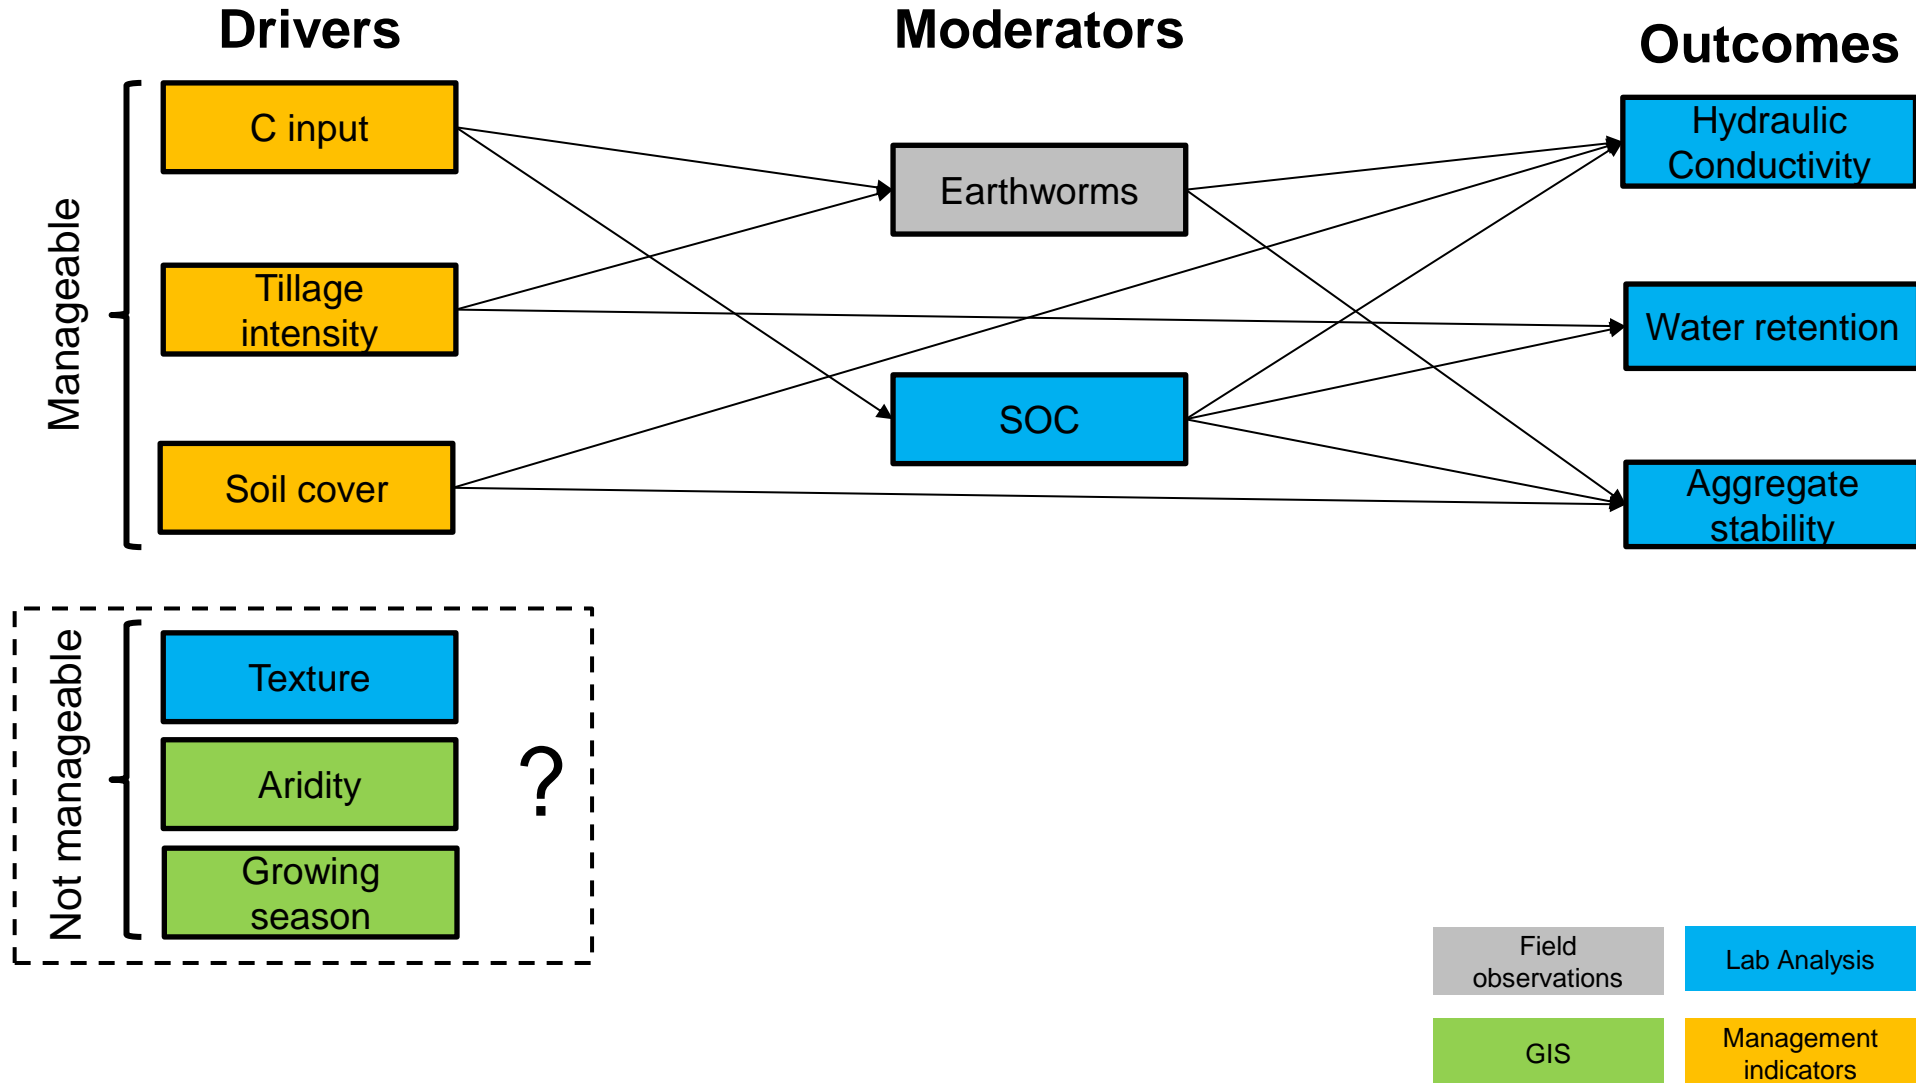 Drivers
Moderators
Outcomes
Manageable
C input
Tillage
intensity
Soil cover
Earthworms
SOC
Hydraulic
Conductivity
Water retention
Aggregate
stability
Not manageable
Texture
Aridity
Growing
season
?
Field
observations
Lab Analysis
GIS
Management
indicators